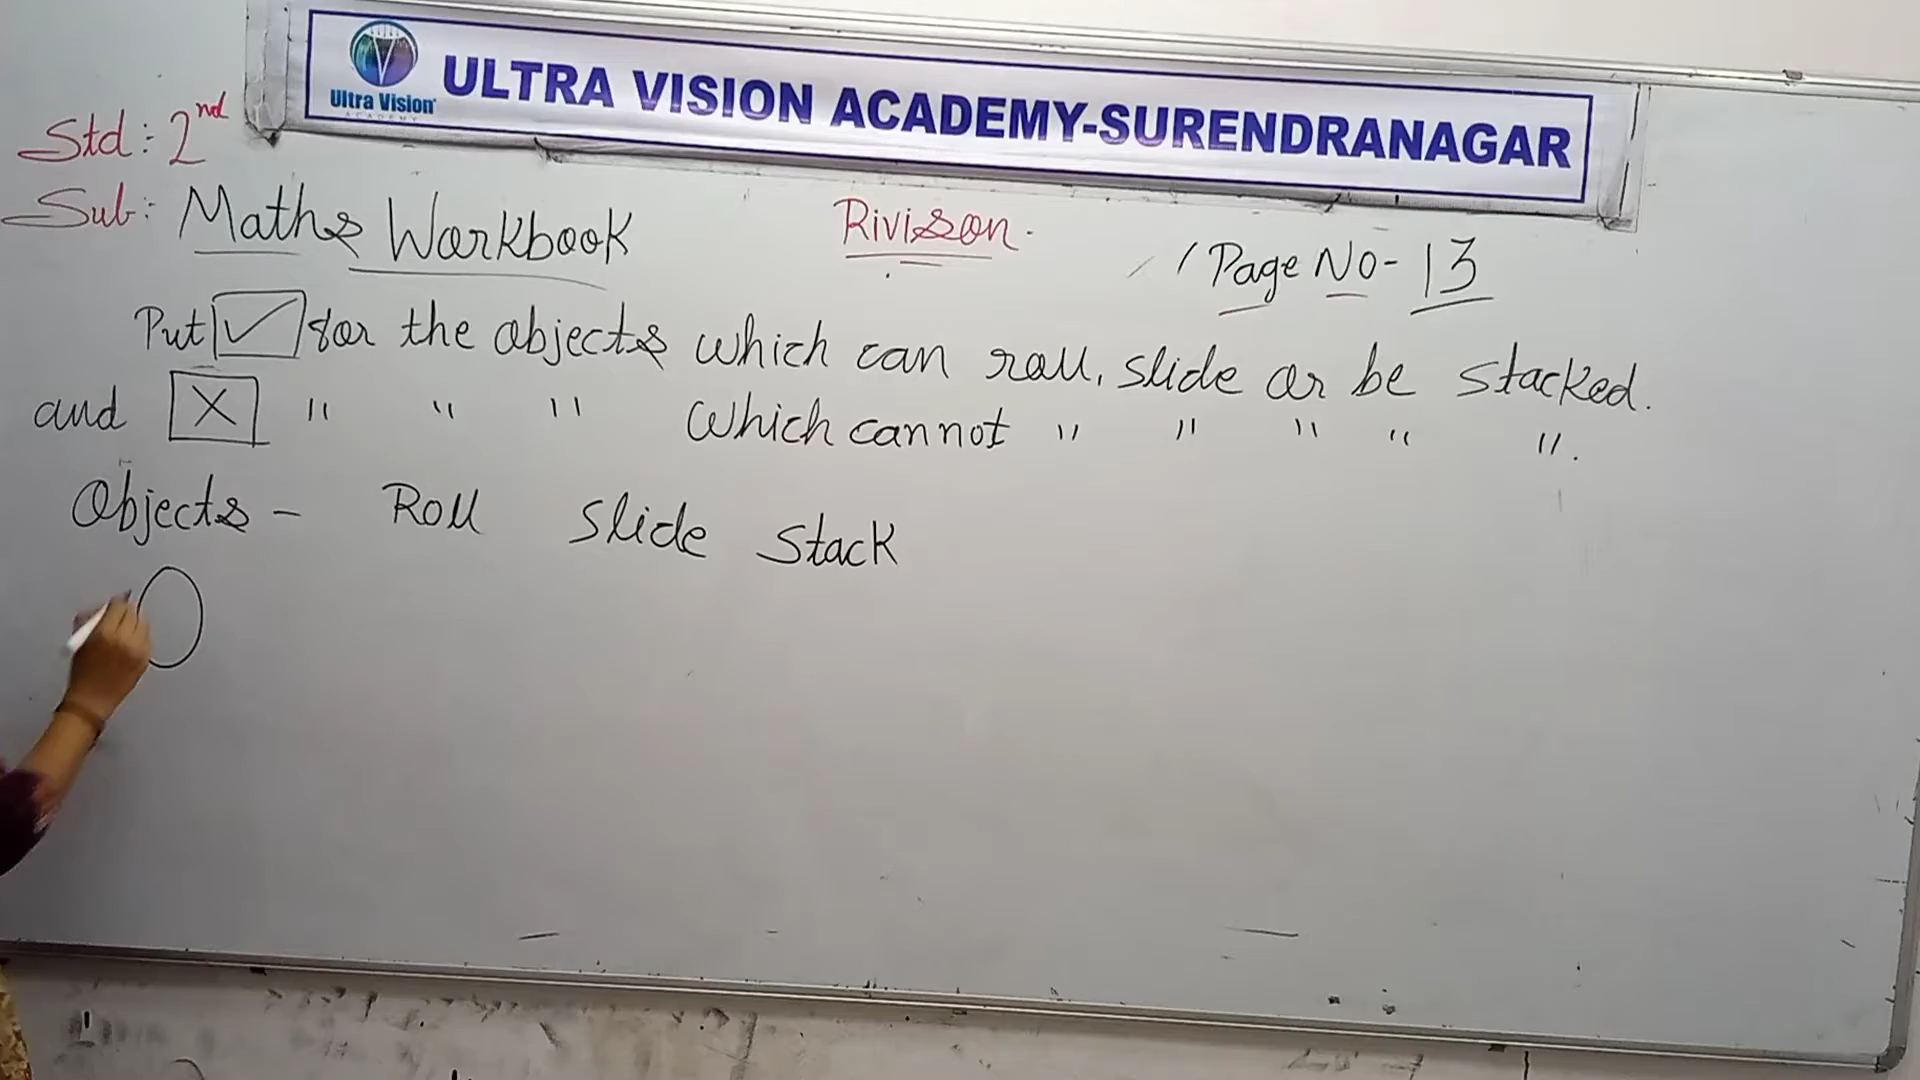 Ultra Vision
ACADEMY
ULTRA VISION ACADEMY-SURENDRANAGAR
Std: 2nd
Sub: Maths Workbook
Rivison.
Page No- 13
Put ✓ for the objects which can roll, slide or be stacked.
and X " " " which cannot " " " " ".
Objects - Roll Slide Stack